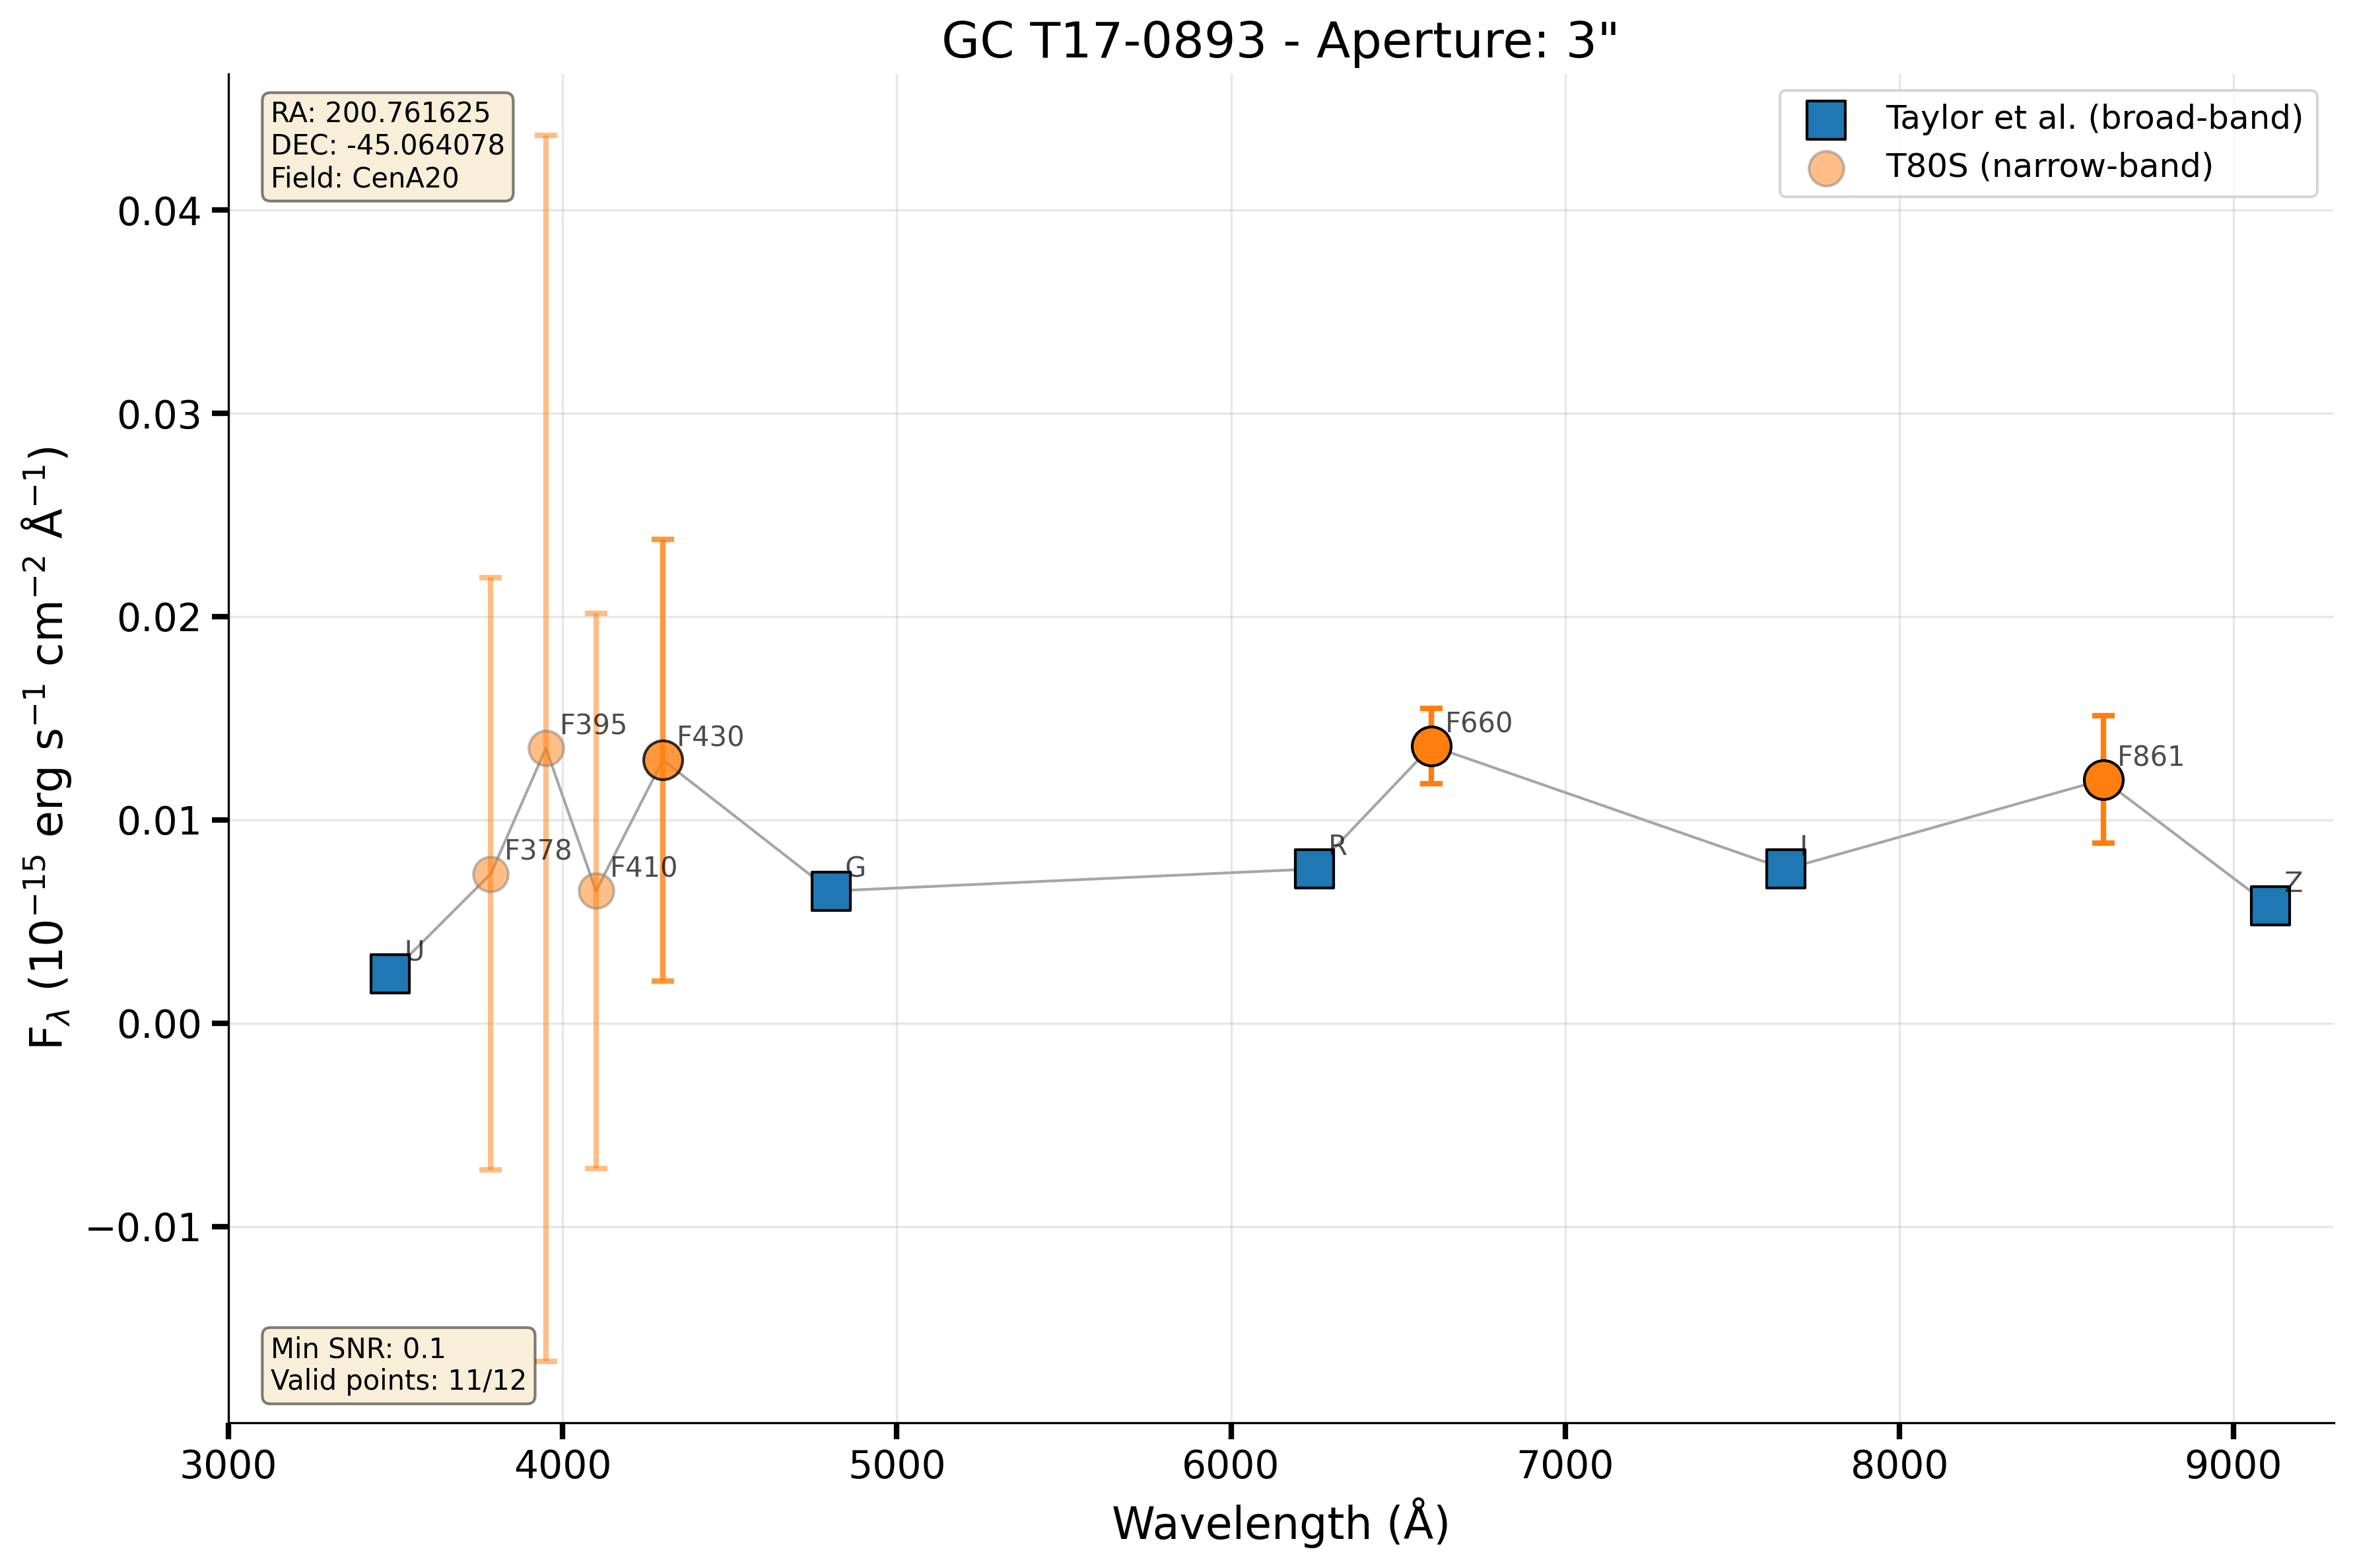 GC T17-0893 - Aperture: 3"
RA: 200.761625
DEC: -45.064078
Field: CenA20
Taylor et al. (broad-band)
T80S (narrow-band)
F_λ (10⁻¹⁵ erg s⁻¹ cm⁻² Å⁻¹)
0.04
0.03
0.02
0.01
0.00
−0.01
U
F378
F395
F410
F430
G
R
F660
I
F861
Z
Min SNR: 0.1
Valid points: 11/12
3000 4000 5000 6000 7000 8000 9000
Wavelength (Å)